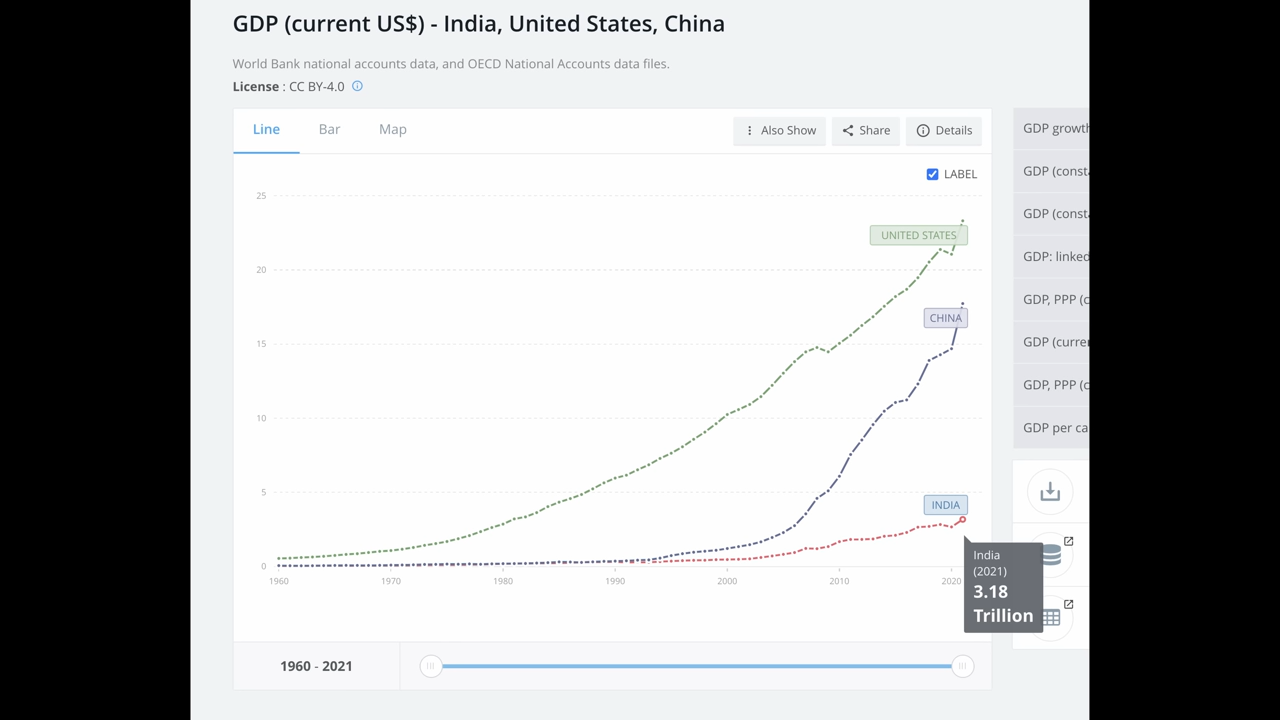 GDP (current US$) - India, United States, China
World Bank national accounts data, and OECD National Accounts data files.
License : CC BY-4.0
Line Bar Map Also Show Share Details
LABEL
25
20
15
10
5
0
UNITED STATES
CHINA
INDIA
1960 1970 1980 1990 2000 2010 2020
India
(2021)
3.18
Trillion
1960 - 2021
GDP growth
GDP (const
GDP (const
GDP: linked
GDP, PPP (c
GDP (curre
GDP, PPP (c
GDP per ca